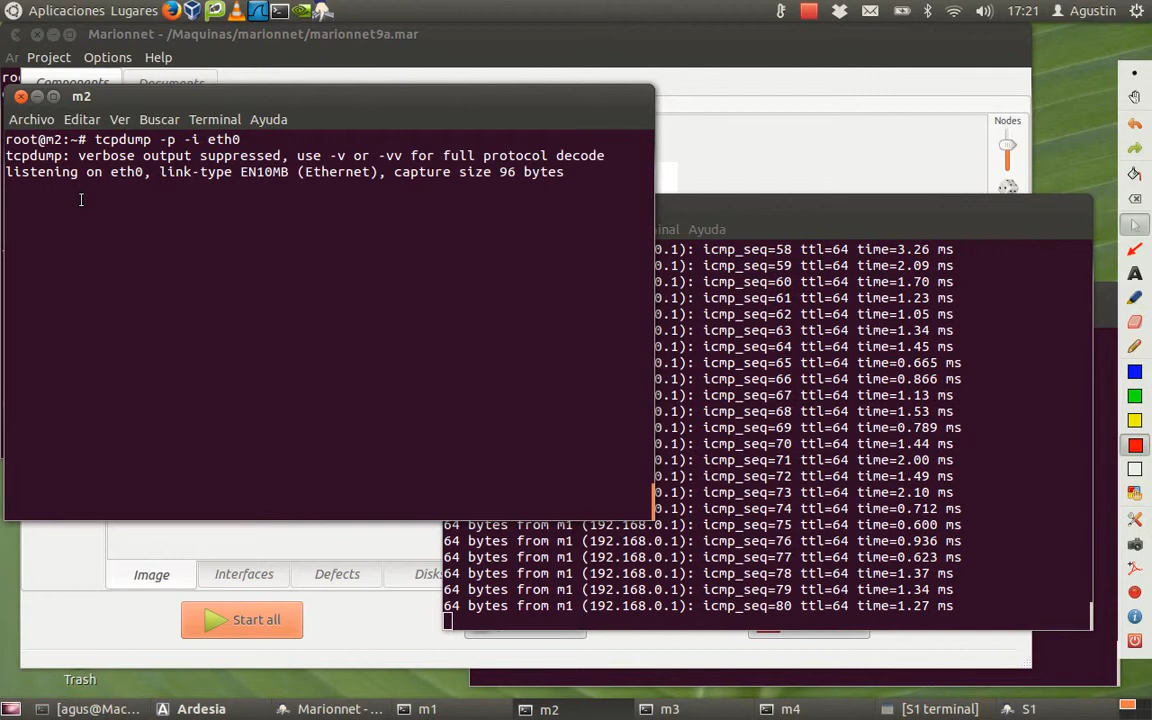 Aplicaciones Lugares
17:21
Agustin
Marionnet - /Maquinas/marionnet/marionnet9a.mar
Project Options Help
Components Documents
m2
Archivo Editar Ver Buscar Terminal Ayuda
root@m2:~# tcpdump -p -i eth0
tcpdump: verbose output suppressed, use -v or -vv for full protocol decode
listening on eth0, link-type EN10MB (Ethernet), capture size 96 bytes
Nodes
Ayuda
0.1): icmp_seq=58 ttl=64 time=3.26 ms
0.1): icmp_seq=59 ttl=64 time=2.09 ms
0.1): icmp_seq=60 ttl=64 time=1.70 ms
0.1): icmp_seq=61 ttl=64 time=1.23 ms
0.1): icmp_seq=62 ttl=64 time=1.05 ms
0.1): icmp_seq=63 ttl=64 time=1.34 ms
0.1): icmp_seq=64 ttl=64 time=1.45 ms
0.1): icmp_seq=65 ttl=64 time=0.665 ms
0.1): icmp_seq=66 ttl=64 time=0.866 ms
0.1): icmp_seq=67 ttl=64 time=1.13 ms
0.1): icmp_seq=68 ttl=64 time=1.53 ms
0.1): icmp_seq=69 ttl=64 time=0.789 ms
0.1): icmp_seq=70 ttl=64 time=1.44 ms
0.1): icmp_seq=71 ttl=64 time=2.00 ms
0.1): icmp_seq=72 ttl=64 time=1.49 ms
0.1): icmp_seq=73 ttl=64 time=2.10 ms
0.1): icmp_seq=74 ttl=64 time=0.712 ms
64 bytes from m1 (192.168.0.1): icmp_seq=75 ttl=64 time=0.600 ms
64 bytes from m1 (192.168.0.1): icmp_seq=76 ttl=64 time=0.936 ms
64 bytes from m1 (192.168.0.1): icmp_seq=77 ttl=64 time=0.623 ms
64 bytes from m1 (192.168.0.1): icmp_seq=78 ttl=64 time=1.37 ms
64 bytes from m1 (192.168.0.1): icmp_seq=79 ttl=64 time=1.34 ms
64 bytes from m1 (192.168.0.1): icmp_seq=80 ttl=64 time=1.27 ms
Image Interfaces Defects Disks
Start all
Trash
[agus@Mac... Ardesia Marionnet - ... m1 m2 m3 m4 [S1 terminal] S1